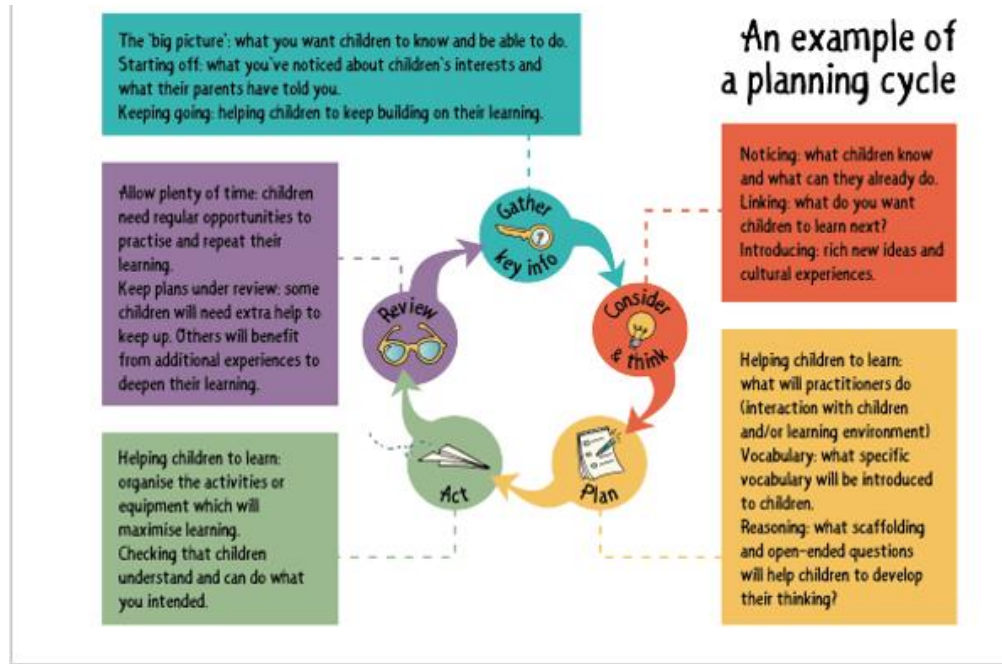 An example of
a planning cycle
The 'big picture': what you want children to know and be able to do.
Starting off: what you've noticed about children's interests and
what their parents have told you.
Keeping going: helping children to keep building on their learning.
Gather
key info
Noticing: what children know
and what can they already do.
Linking: what do you want
children to learn next?
Introducing: rich new ideas and
cultural experiences.
Consider
& think
Helping children to learn:
what will practitioners do
(interaction with children
and/or learning environment)
Vocabulary: what specific
vocabulary will be introduced
to children.
Reasoning: what scaffolding
and open-ended questions
will help children to develop
their thinking?
Plan
Helping children to learn:
organise the activities or
equipment which will
maximise learning.
Checking that children
understand and can do what
you intended.
Act
Allow plenty of time: children
need regular opportunities to
practise and repeat their
learning.
Keep plans under review: some
children will need extra help to
keep up. Others will benefit
from additional experiences to
deepen their learning.
Review